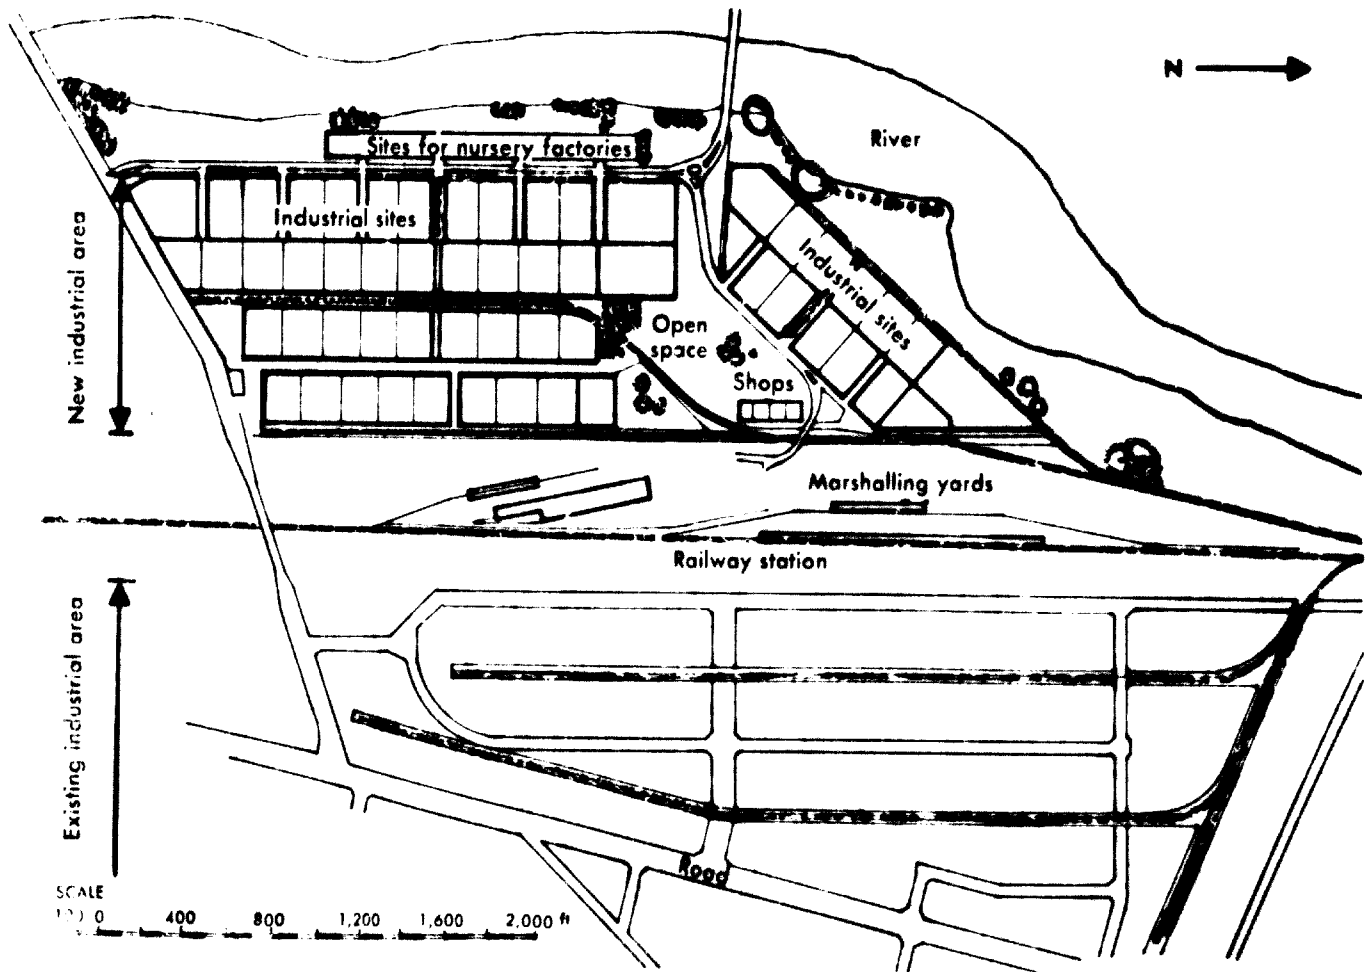 N
River
Sites for nursery factories
Industrial sites
Industrial sites
New industrial area
Open
space
Shops
Marshalling yards
Railway station
Existing industrial area
Road
SCALE
0 400 800 1,200 1,600 2,000 ft